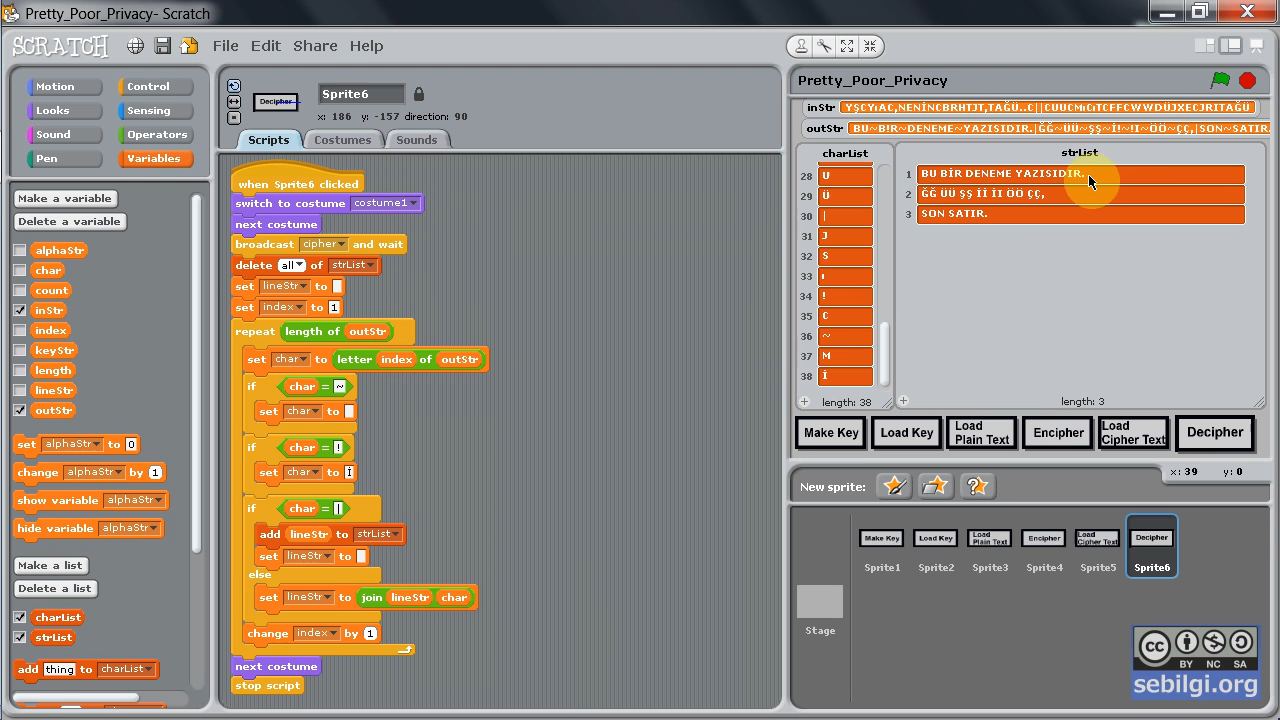 Pretty_Poor_Privacy- Scratch
SCRATCH
File Edit Share Help
Motion Control
Looks Sensing
Sound Operators
Pen Variables
Make a variable
Delete a variable
alphaStr
char
count
inStr
index
keyStr
length
lineStr
outStr
set alphaStr to 0
change alphaStr by 1
show variable alphaStr
hide variable alphaStr
Make a list
Delete a list
charList
strList
add thing to charList
Decipher
Sprite6
x: 186 y: -157 direction: 90
Scripts Costumes Sounds
when Sprite6 clicked
switch to costume costume1
next costume
broadcast cipher and wait
delete all of strList
set lineStr to
set index to 1
repeat length of outStr
set char to letter index of outStr
if char = ~
set char to
if char = !
set char to İ
if char = |
add lineStr to strList
set lineStr to
else
set lineStr to join lineStr char
change index by 1
next costume
stop script
Pretty_Poor_Privacy
inStr
outStr BU~BİR~DENEME~YAZISIDIR.|ĞĞ~ÜÜ~ŞŞ~İ!~!I~ÖÖ~ÇÇ,|SON~SATIR.
charList
28 U
29 Ü
30 |
31 J
32 S
33 ı
34 !
35 C
36 ~
37 M
38 İ
length: 38
strList
1 BU BİR DENEME YAZISIDIR.
2 ĞĞ ÜÜ ŞŞ İİ İI ÖÖ ÇÇ,
3 SON SATIR.
length: 3
Make Key
Load Key
Load Plain Text
Encipher
Load Cipher Text
Decipher
x: 39 y: 0
New sprite:
Make Key
Load Key
Load Plain Text
Encipher
Load Cipher Text
Decipher
Sprite1 Sprite2 Sprite3 Sprite4 Sprite5 Sprite6
Stage
cc BY NC SA
sebilgi.org